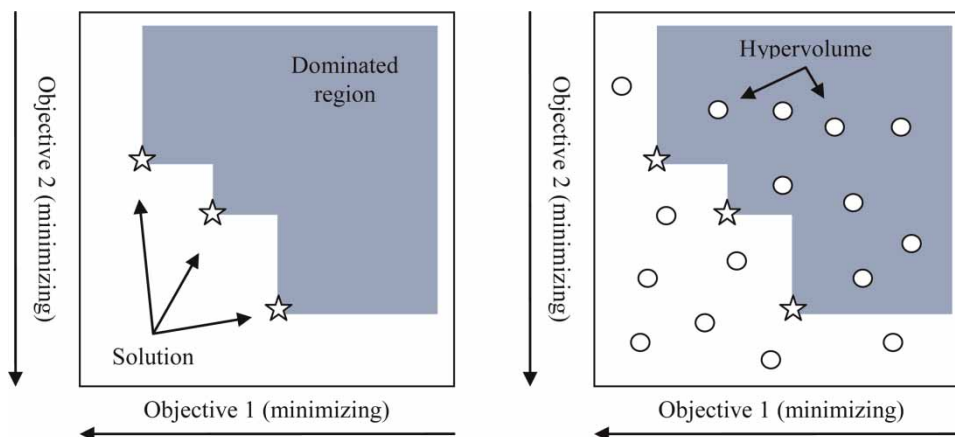 Objective 2 (minimizing)
Dominated
region
Solution
Objective 1 (minimizing)
Objective 2 (minimizing)
Hypervolume
Objective 1 (minimizing)